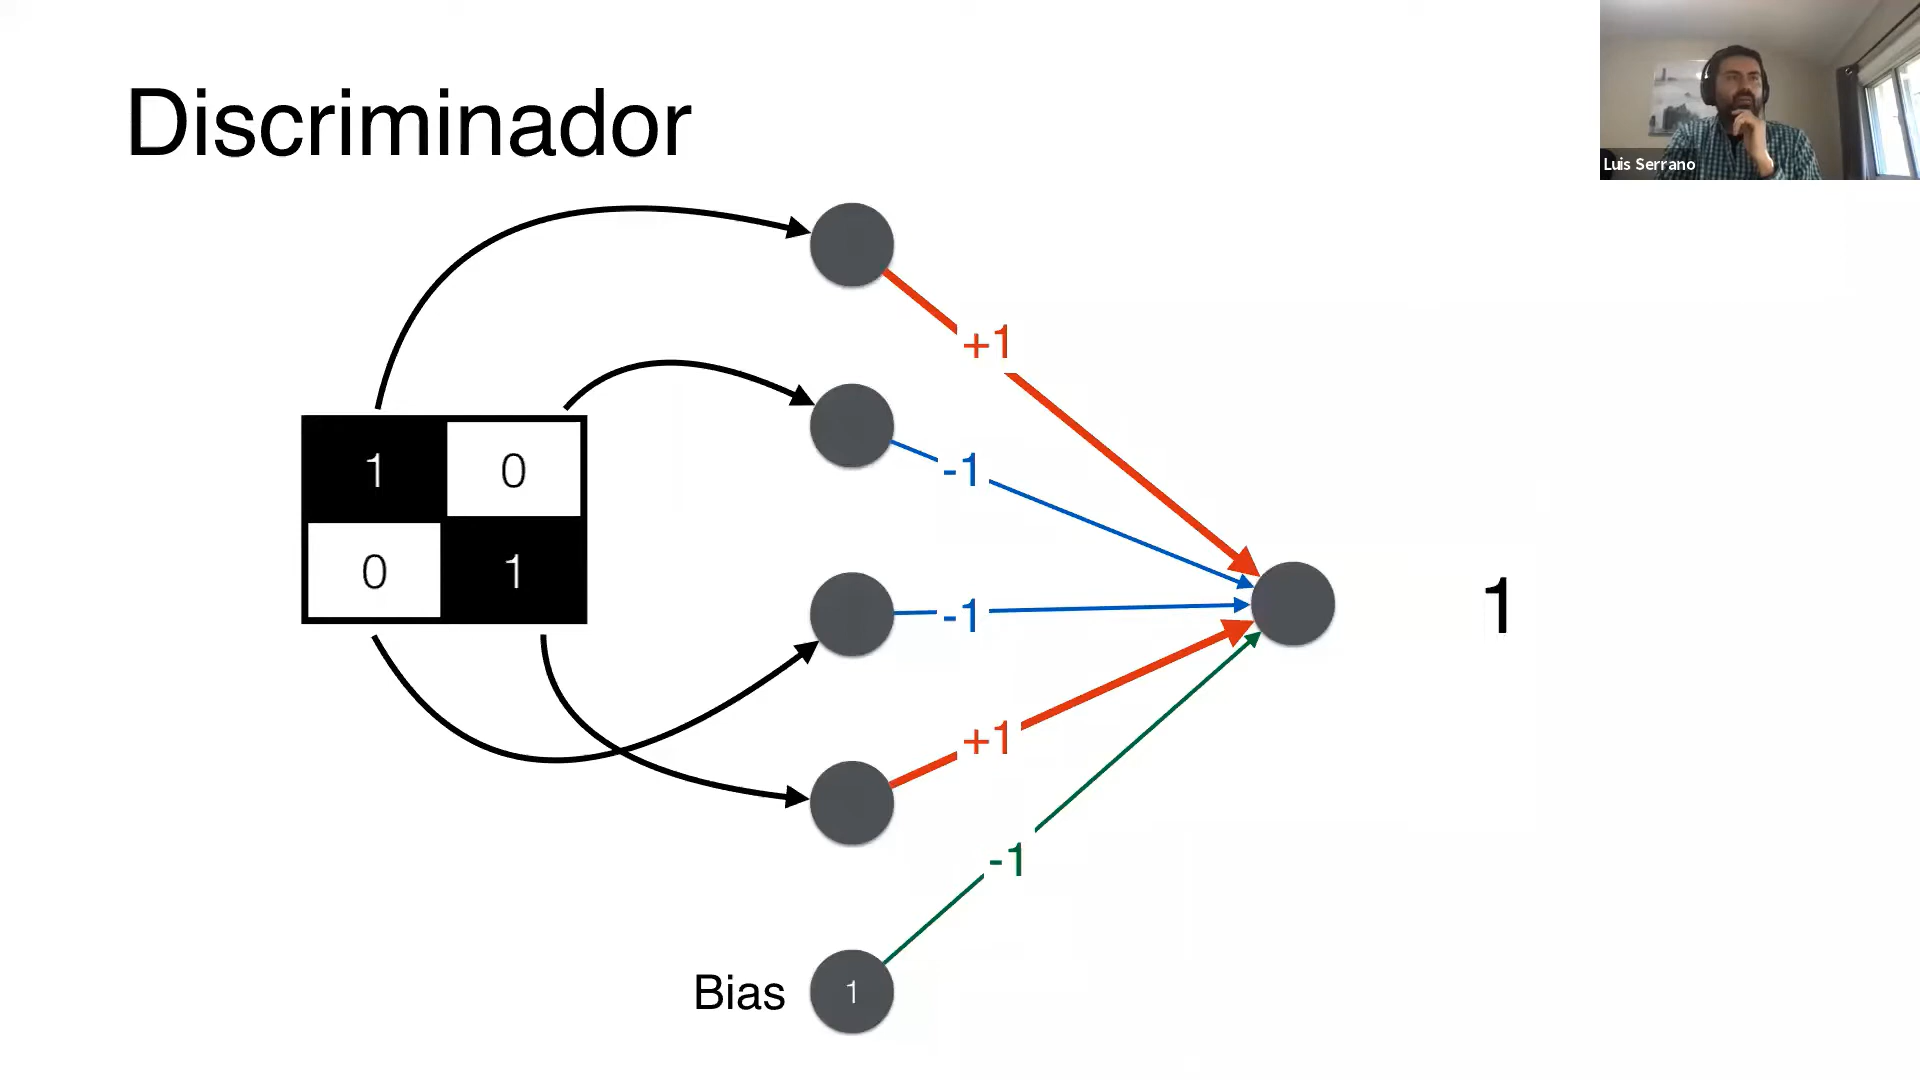 Discriminador
Luis Serrano
+1
-1
1 0
0 1
-1
1
+1
-1
Bias 1